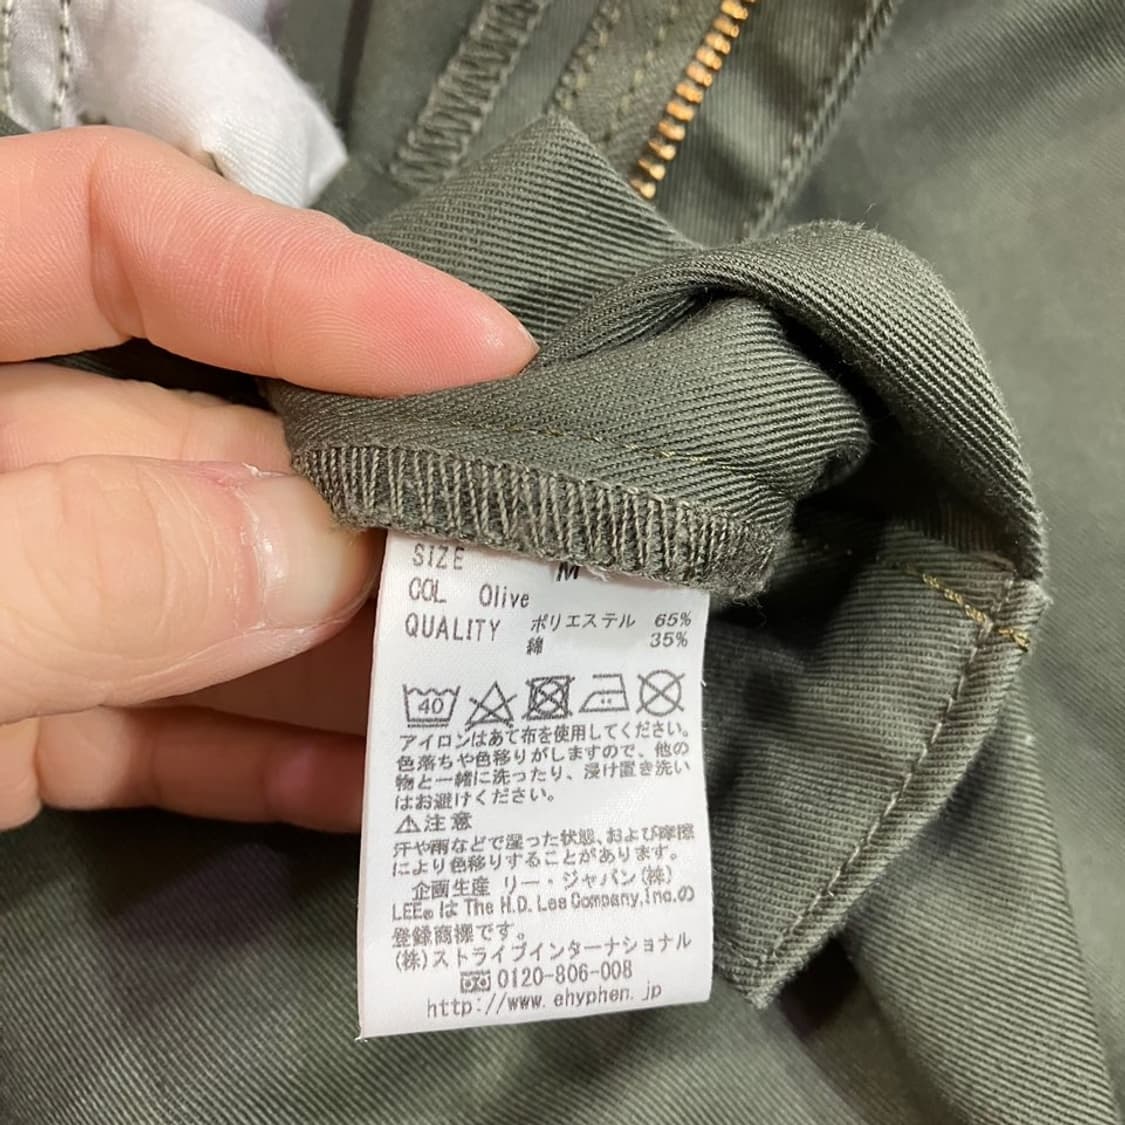 SIZE M
COL Olive
QUALITY ポリエステル 65%
綿 35%
40
アイロンはあて布を使用してください。
色落ちや色移りがしますので、他の
物と一緒に洗ったり、浸け置き洗い
はお避けください。
⚠注意
汗や雨などで湿った状態、および摩擦
により色移りすることがあります。
企画生産 リー・ジャパン(株)
LEE® は The H.D. Lee Company,Inc.の
登録商標です。
(株)ストライプインターナショナル
0120-806-008
http://www.ehyphen.jp